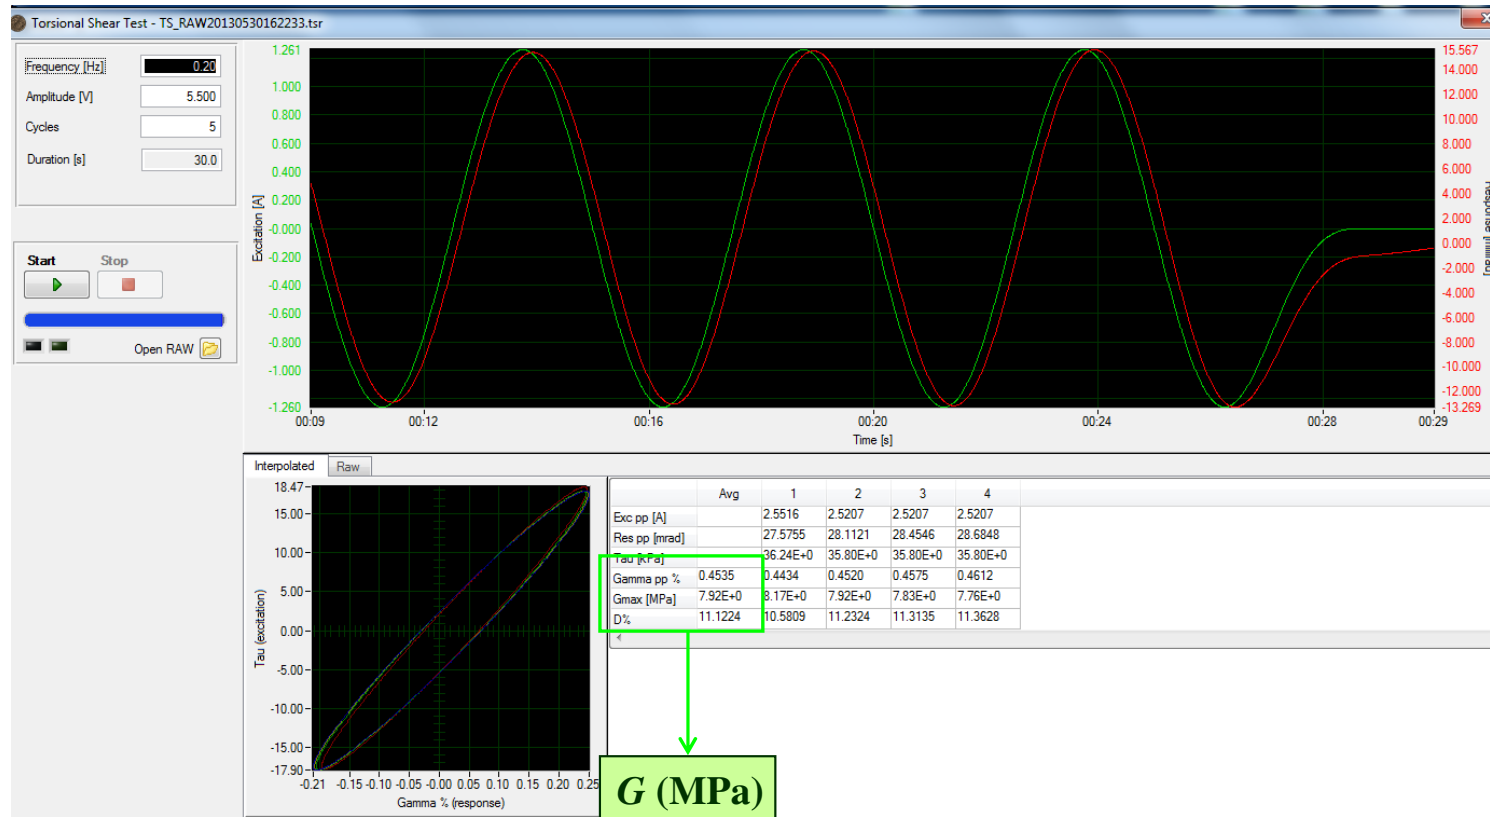 Torsional Shear Test - TS_RAW20130530162233.tsr
Frequency [Hz] 0.20
Amplitude [V] 5.500
Cycles 5
Duration [s] 30.0
Start Stop
Open RAW
1.261
1.000
0.800
0.600
0.400
0.200
-0.000
-0.200
-0.400
-0.600
-0.800
-1.000
-1.260
Excitation [A]
15.567
14.000
12.000
10.000
8.000
6.000
4.000
2.000
0.000
-2.000
-4.000
-6.000
-8.000
-10.000
-12.000
-13.269
Response [mrad]
00:09 00:12 00:16 00:20 00:24 00:28 00:29
Time [s]
Interpolated Raw
18.47
15.00
10.00
5.00
0.00
-5.00
-10.00
-15.00
-17.90
Tau (excitation)
-0.21 -0.15 -0.10 -0.05 -0.00 0.05 0.10 0.15 0.20 0.25
Gamma % (response)
Avg 1 2 3 4
Exc pp [A] 2.5516 2.5207 2.5207 2.5207
Res pp [mrad] 27.5755 28.1121 28.4546 28.6848
Tau [kPa] 36.24E+0 35.80E+0 35.80E+0 35.80E+0
Gamma pp % 0.4535 0.4434 0.4520 0.4575 0.4612
Gmax [MPa] 7.92E+0 8.17E+0 7.92E+0 7.83E+0 7.76E+0
D% 11.1224 10.5809 11.2324 11.3135 11.3628
G (MPa)